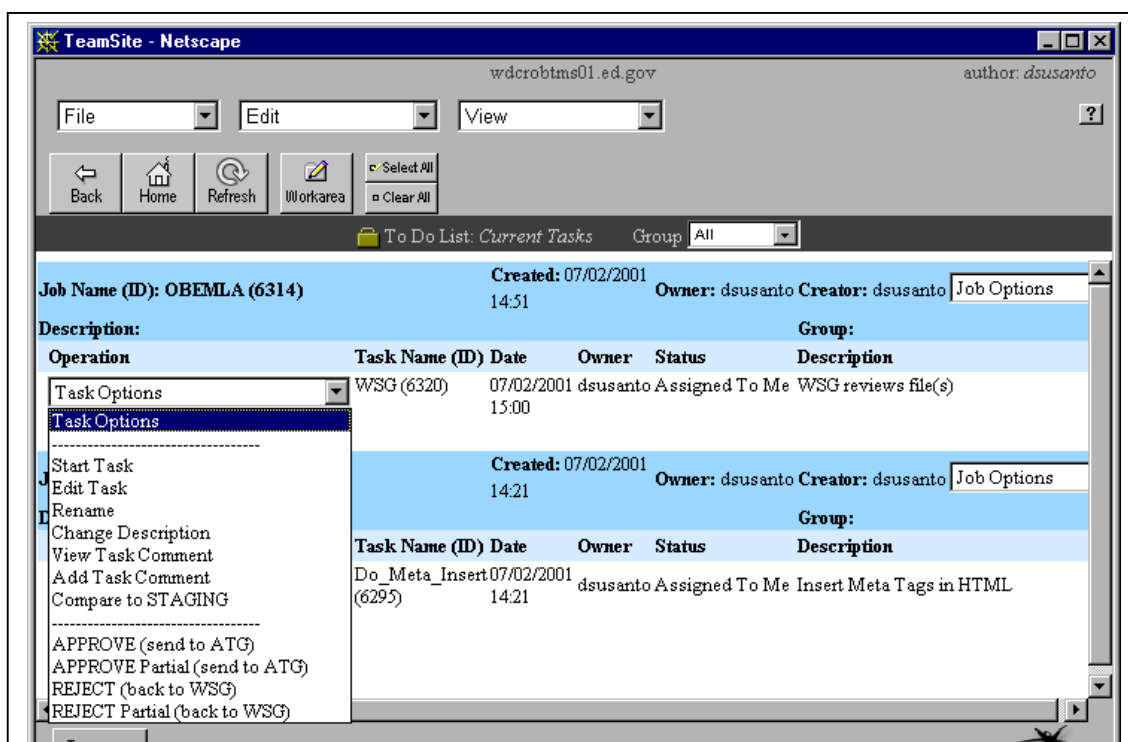 TeamSite - Netscape
wdcrobtms01.ed.gov author: dsusanto
File Edit View ?
Back Home Refresh Workarea Select All
Clear All
To Do List: Current Tasks Group All
Job Name (ID): OBEMLA (6314) Created: 07/02/2001 14:51 Owner: dsusanto Creator: dsusanto Job Options
Description: Group:
Operation Task Name (ID) Date Owner Status Description
Task Options WSG (6320) 07/02/2001 15:00 dsusanto Assigned To Me WSG reviews file(s)
Task Options
----------------------------------
Start Task
Edit Task
Rename
Change Description
View Task Comment
Add Task Comment
Compare to STAGING
----------------------------------
APPROVE (send to ATG)
APPROVE Partial (send to ATG)
REJECT (back to WSG)
REJECT Partial (back to WSG)
Created: 07/02/2001 14:21 Owner: dsusanto Creator: dsusanto Job Options
Group:
Task Name (ID) Date Owner Status Description
Do_Meta_Insert (6295) 07/02/2001 14:21 dsusanto Assigned To Me Insert Meta Tags in HTML